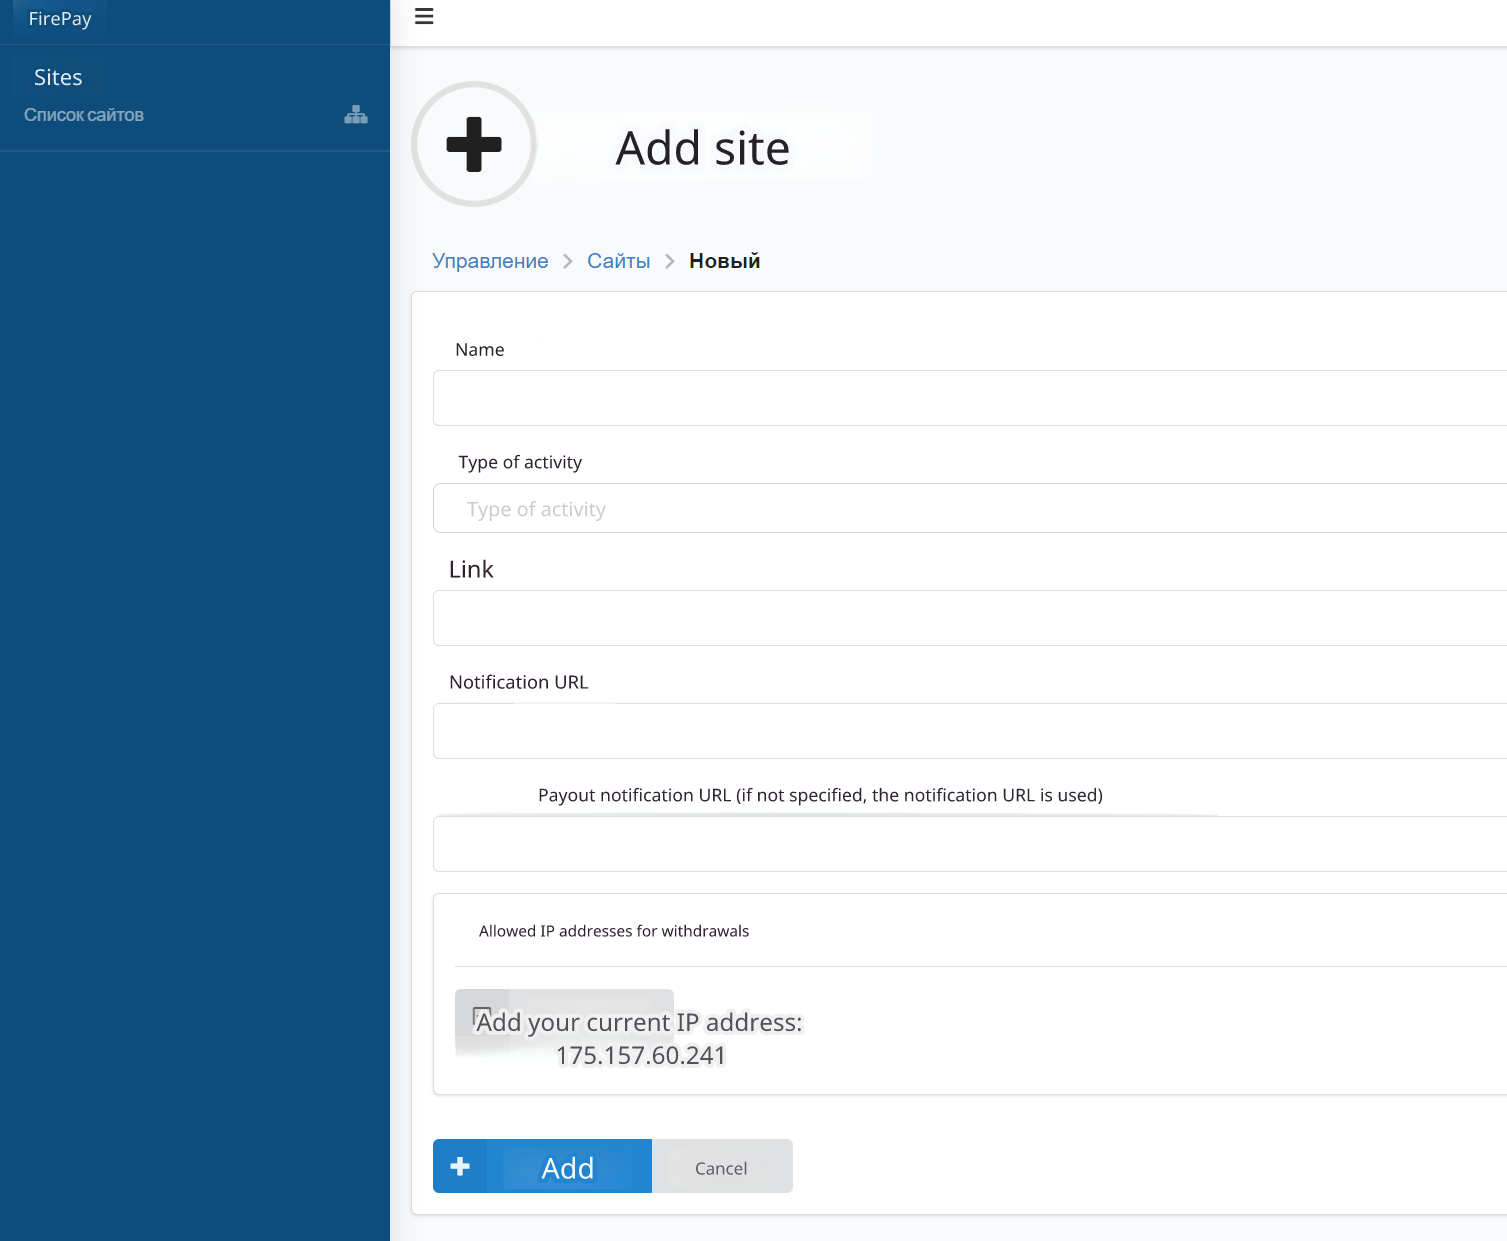 FirePay
Sites
Список сайтов
Add site
Управление > Сайты > Новый
Name
Type of activity
Type of activity
Link
Notification URL
Payout notification URL (if not specified, the notification URL is used)
Allowed IP addresses for withdrawals
Add your current IP address:
175.157.60.241
Add
Cancel